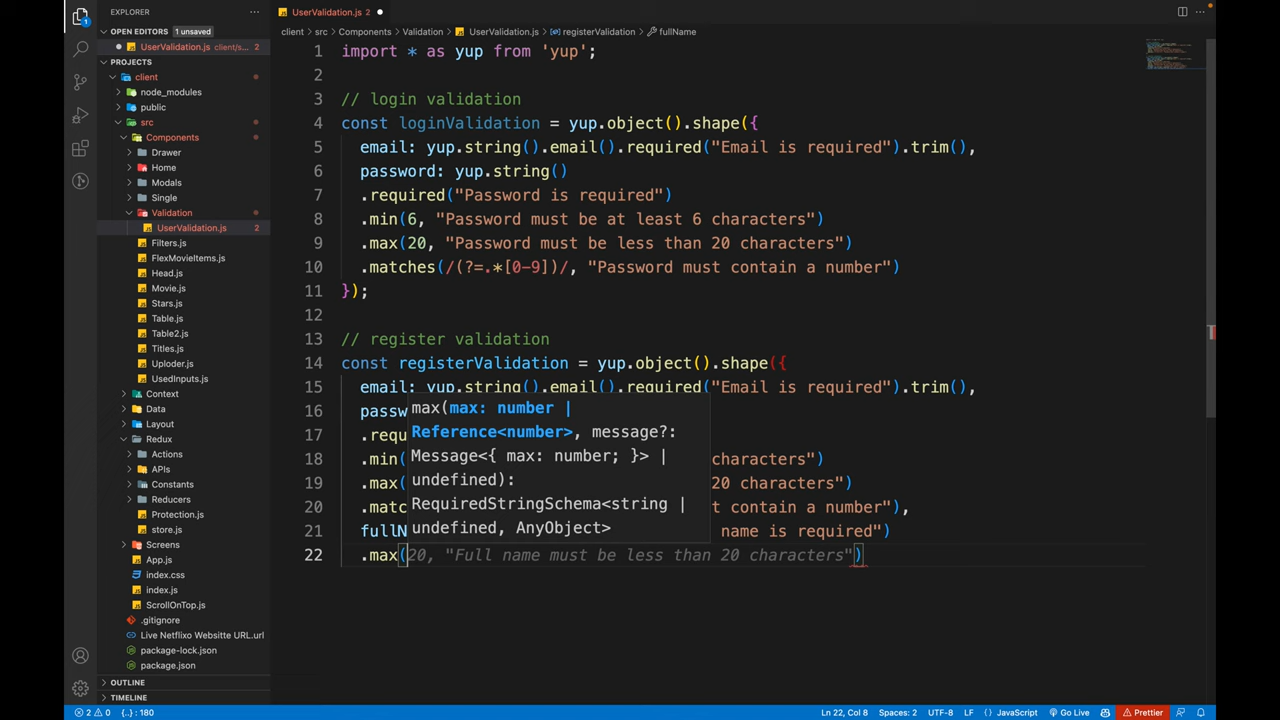 EXPLORER
···
UserValidation.js 2 ●
···
OPEN EDITORS 1 unsaved
● UserValidation.js client/s... 2
client > src > Components > Validation > UserValidation.js > registerValidation > fullName
PROJECTS
client
node_modules
public
src
Components
Drawer
Home
Modals
Single
Validation
UserValidation.js 2
Filters.js
FlexMovieItems.js
Head.js
Movie.js
Stars.js
Table.js
Table2.js
Titles.js
Uploder.js
UsedInputs.js
Context
Data
Layout
Redux
Actions
APIs
Constants
Reducers
Protection.js
store.js
Screens
App.js
index.css
index.js
ScrollOnTop.js
.gitignore
Live Netflixo Websitte URL.url
package-lock.json
package.json
OUTLINE
TIMELINE
1 import * as yup from 'yup';
2
3 // login validation
4 const loginValidation = yup.object().shape({
5 email: yup.string().email().required("Email is required").trim(),
6 password: yup.string()
7 .required("Password is required")
8 .min(6, "Password must be at least 6 characters")
9 .max(20, "Password must be less than 20 characters")
10 .matches(/(?=.*[0-9])/, "Password must contain a number")
11 });
12
13 // register validation
14 const registerValidation = yup.object().shape({
15 email: yup.string().email().required("Email is required").trim(),
16 passw
17 .requ
18 .min( characters")
19 .max( 20 characters")
20 .matc t contain a number"),
21 fullN name is required")
22 .max(20, "Full name must be less than 20 characters")
max(max: number |
Reference<number>, message?:
Message<{ max: number; }> |
undefined):
RequiredStringSchema<string |
undefined, AnyObject>
1
2 0 {..} : 180
Ln 22, Col 8 Spaces: 2 UTF-8 LF { } JavaScript Go Live Prettier